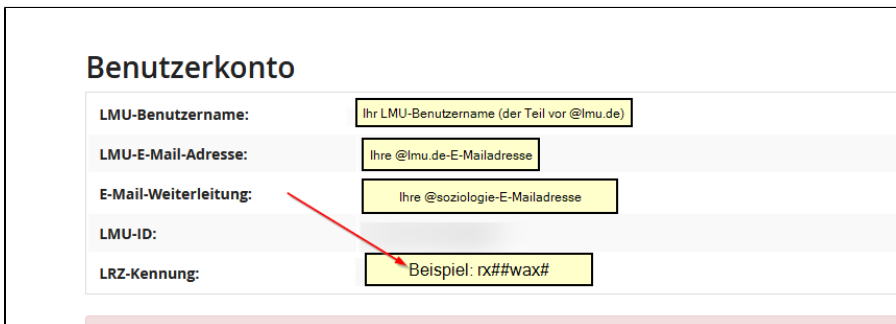 Benutzerkonto
LMU-Benutzername: Ihr LMU-Benutzername (der Teil vor @lmu.de)
LMU-E-Mail-Adresse: Ihre @lmu.de-E-Mailadresse
E-Mail-Weiterleitung: Ihre @soziologie-E-Mailadresse
LMU-ID:
LRZ-Kennung: Beispiel: rx##wax#